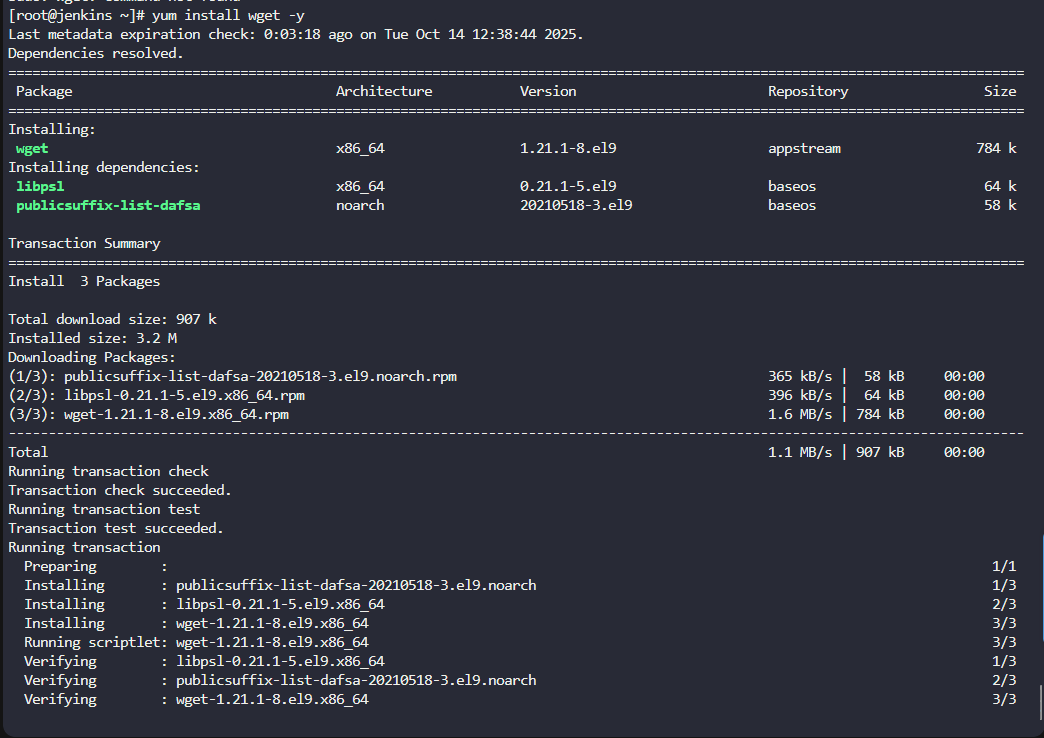 [root@jenkins ~]# yum install wget -y
Last metadata expiration check: 0:03:18 ago on Tue Oct 14 12:38:44 2025.
Dependencies resolved.
================================================================================
Package Architecture Version Repository Size
================================================================================
Installing:
wget x86_64 1.21.1-8.el9 appstream 784 k
Installing dependencies:
libpsl x86_64 0.21.1-5.el9 baseos 64 k
publicsuffix-list-dafsa noarch 20210518-3.el9 baseos 58 k
Transaction Summary
================================================================================
Install  3 Packages
Total download size: 907 k
Installed size: 3.2 M
Downloading Packages:
(1/3): publicsuffix-list-dafsa-20210518-3.el9.noarch.rpm 365 kB/s | 58 kB 00:00
(2/3): libpsl-0.21.1-5.el9.x86_64.rpm 396 kB/s | 64 kB 00:00
(3/3): wget-1.21.1-8.el9.x86_64.rpm 1.6 MB/s | 784 kB 00:00
--------------------------------------------------------------------------------
Total 1.1 MB/s | 907 kB 00:00
Running transaction check
Transaction check succeeded.
Running transaction test
Transaction test succeeded.
Running transaction
Preparing : 1/1
Installing : publicsuffix-list-dafsa-20210518-3.el9.noarch 1/3
Installing : libpsl-0.21.1-5.el9.x86_64 2/3
Installing : wget-1.21.1-8.el9.x86_64 3/3
Running scriptlet: wget-1.21.1-8.el9.x86_64 3/3
Verifying : libpsl-0.21.1-5.el9.x86_64 1/3
Verifying : publicsuffix-list-dafsa-20210518-3.el9.noarch 2/3
Verifying : wget-1.21.1-8.el9.x86_64 3/3